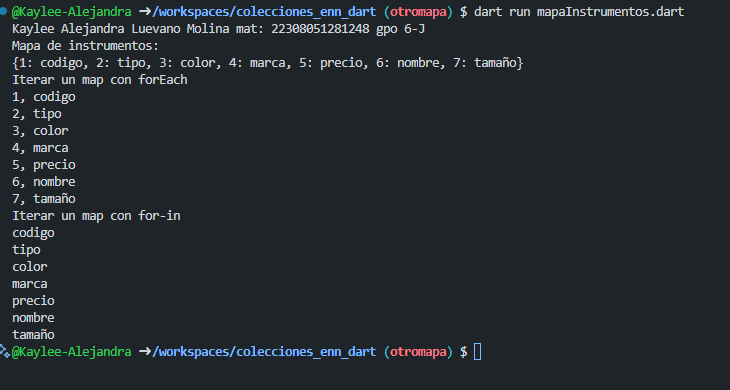 @Kaylee-Alejandra ➜/workspaces/colecciones_enn_dart (otromapa) $ dart run mapaInstrumentos.dart
Kaylee Alejandra Luevano Molina mat: 22308051281248 gpo 6-J
Mapa de instrumentos:
{1: codigo, 2: tipo, 3: color, 4: marca, 5: precio, 6: nombre, 7: tamaño}
Iterar un map con forEach
1, codigo
2, tipo
3, color
4, marca
5, precio
6, nombre
7, tamaño
Iterar un map con for-in
codigo
tipo
color
marca
precio
nombre
tamaño
@Kaylee-Alejandra ➜/workspaces/colecciones_enn_dart (otromapa) $